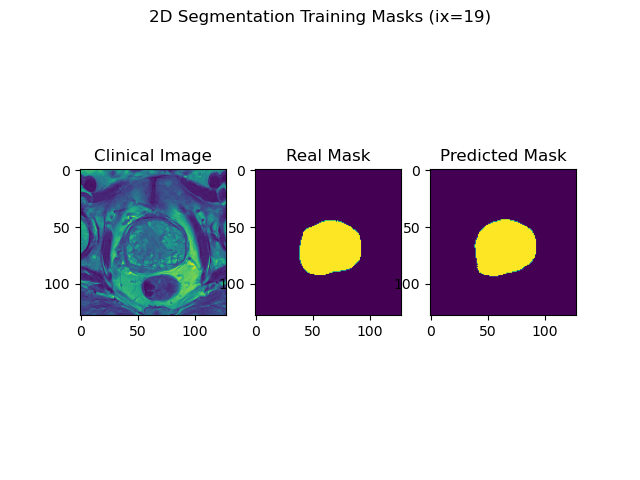 2D Segmentation Training Masks (ix=19)
Clinical Image Real Mask Predicted Mask
0 0 0
50 50 50
100 100 100
0 50 100 0 50 100 0 50 100